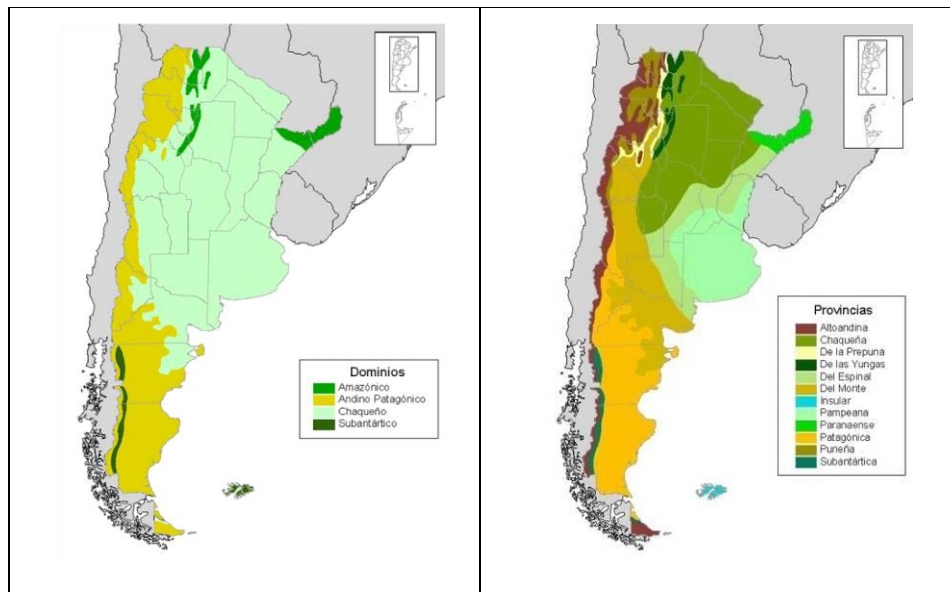 Dominios
Amazónico
Andino Patagónico
Chaqueño
Subantártico
Provincias
Altoandina
Chaqueña
De la Prepuna
De las Yungas
Del Espinal
Del Monte
Insular
Pampeana
Paranaense
Patagónica
Puneña
Subantártica